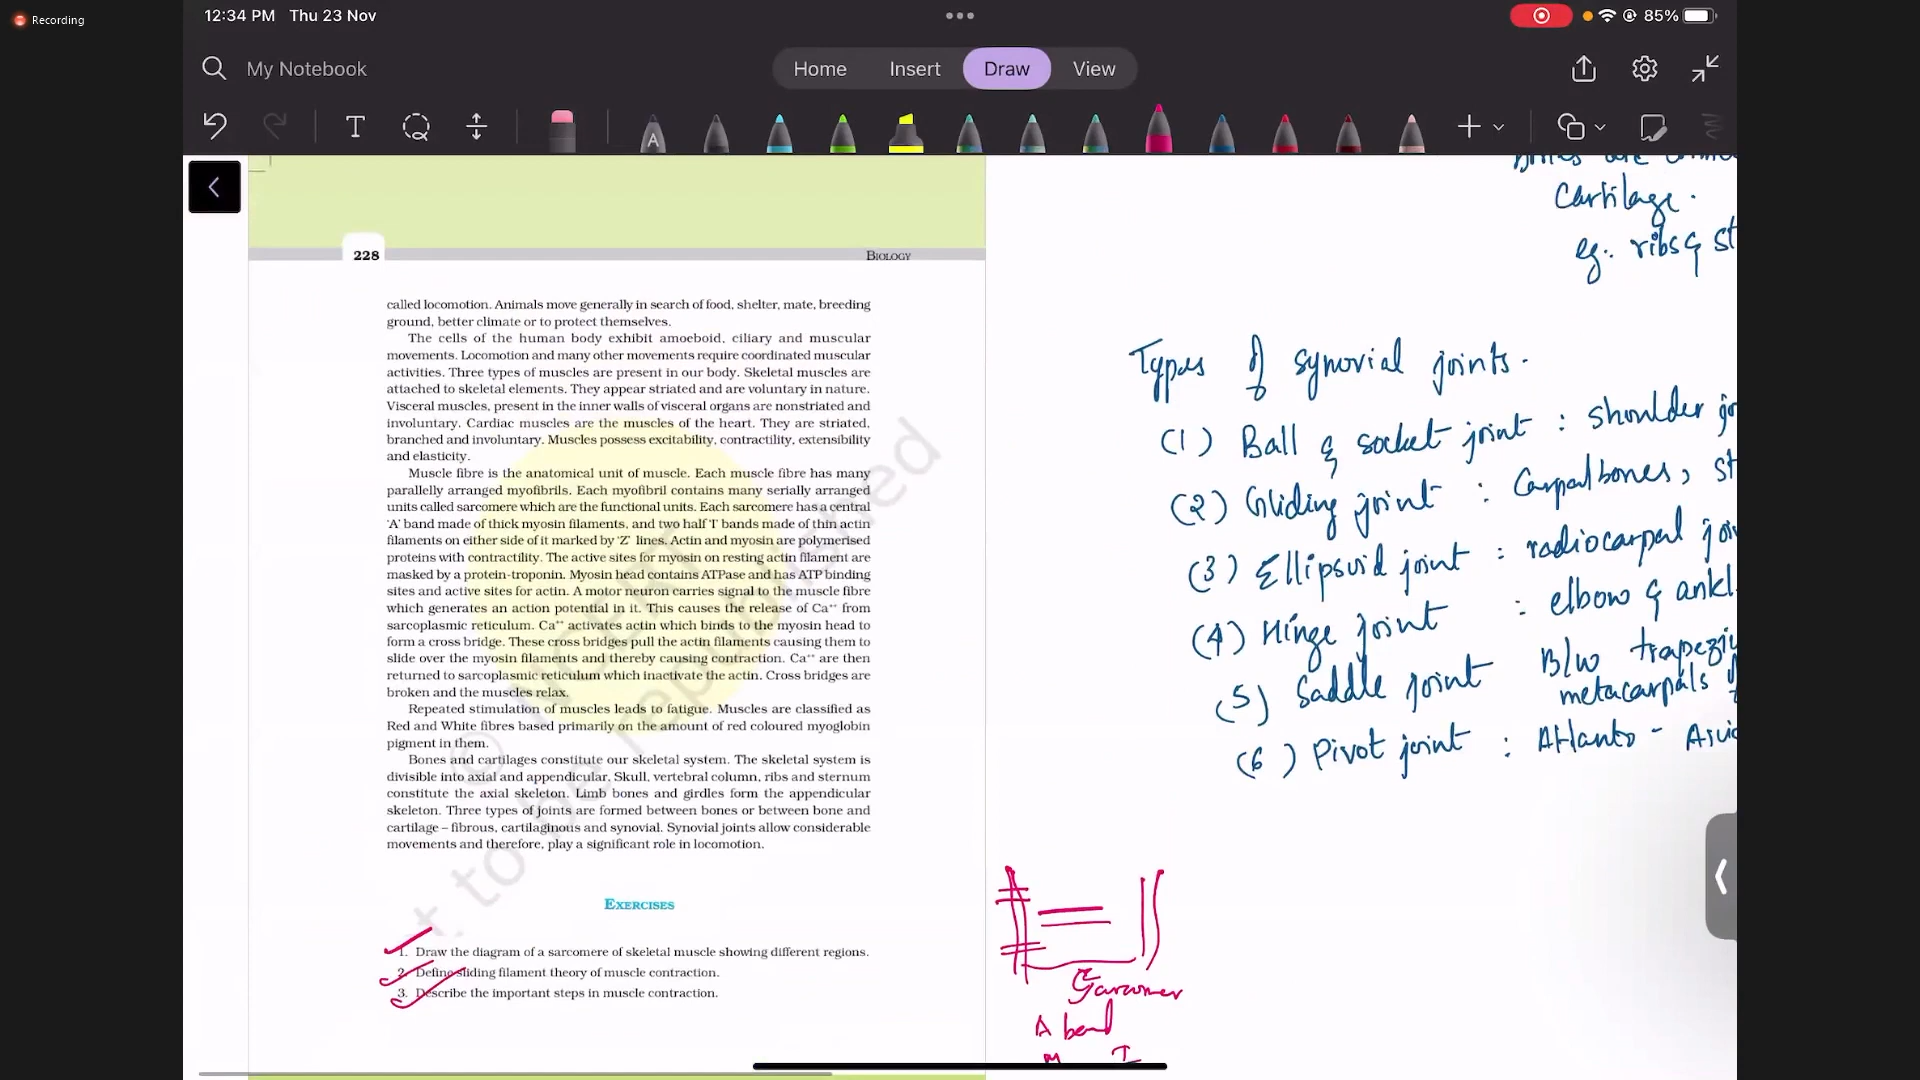 Recording
12:34 PM Thu 23 Nov
85%
My Notebook
Home Insert Draw View
T
A
228
BIOLOGY
called locomotion. Animals move generally in search of food, shelter, mate, breeding
ground, better climate or to protect themselves.
The cells of the human body exhibit amoeboid, ciliary and muscular
movements. Locomotion and many other movements require coordinated muscular
activities. Three types of muscles are present in our body. Skeletal muscles are
attached to skeletal elements. They appear striated and are voluntary in nature.
Visceral muscles, present in the inner walls of visceral organs are nonstriated and
involuntary. Cardiac muscles are the muscles of the heart. They are striated,
branched and involuntary. Muscles possess excitability, contractility, extensibility
and elasticity.
Muscle fibre is the anatomical unit of muscle. Each muscle fibre has many
parallelly arranged myofibrils. Each myofibril contains many serially arranged
units called sarcomere which are the functional units. Each sarcomere has a central
'A' band made of thick myosin filaments, and two half 'I' bands made of thin actin
filaments on either side of it marked by 'Z' lines. Actin and myosin are polymerised
proteins with contractility. The active sites for myosin on resting actin filament are
masked by a protein-troponin. Myosin head contains ATPase and has ATP binding
sites and active sites for actin. A motor neuron carries signal to the muscle fibre
which generates an action potential in it. This causes the release of Ca++ from
sarcoplasmic reticulum. Ca++ activates actin which binds to the myosin head to
form a cross bridge. These cross bridges pull the actin filaments causing them to
slide over the myosin filaments and thereby causing contraction. Ca++ are then
returned to sarcoplasmic reticulum which inactivate the actin. Cross bridges are
broken and the muscles relax.
Repeated stimulation of muscles leads to fatigue. Muscles are classified as
Red and White fibres based primarily on the amount of red coloured myoglobin
pigment in them.
Bones and cartilages constitute our skeletal system. The skeletal system is
divisible into axial and appendicular. Skull, vertebral column, ribs and sternum
constitute the axial skeleton. Limb bones and girdles form the appendicular
skeleton. Three types of joints are formed between bones or between bone and
cartilage – fibrous, cartilaginous and synovial. Synovial joints allow considerable
movements and therefore, play a significant role in locomotion.
EXERCISES
1. Draw the diagram of a sarcomere of skeletal muscle showing different regions.
2. Define sliding filament theory of muscle contraction.
3. Describe the important steps in muscle contraction.
© NCERT
republished
Cartilage.
eg:. ribs & st
Types of synovial joints.
(1) Ball & socket joint : shoulder jo
(2) Gliding joint : Carpal bones, st
(3) Ellipsoid joint : radiocarpal join
(4) Hinge joint : elbow & ankl
(5) Saddle joint B/w trapeziu
metacarpals
(6) Pivot joint : Atlanto -
Sarcomer
A band
M I